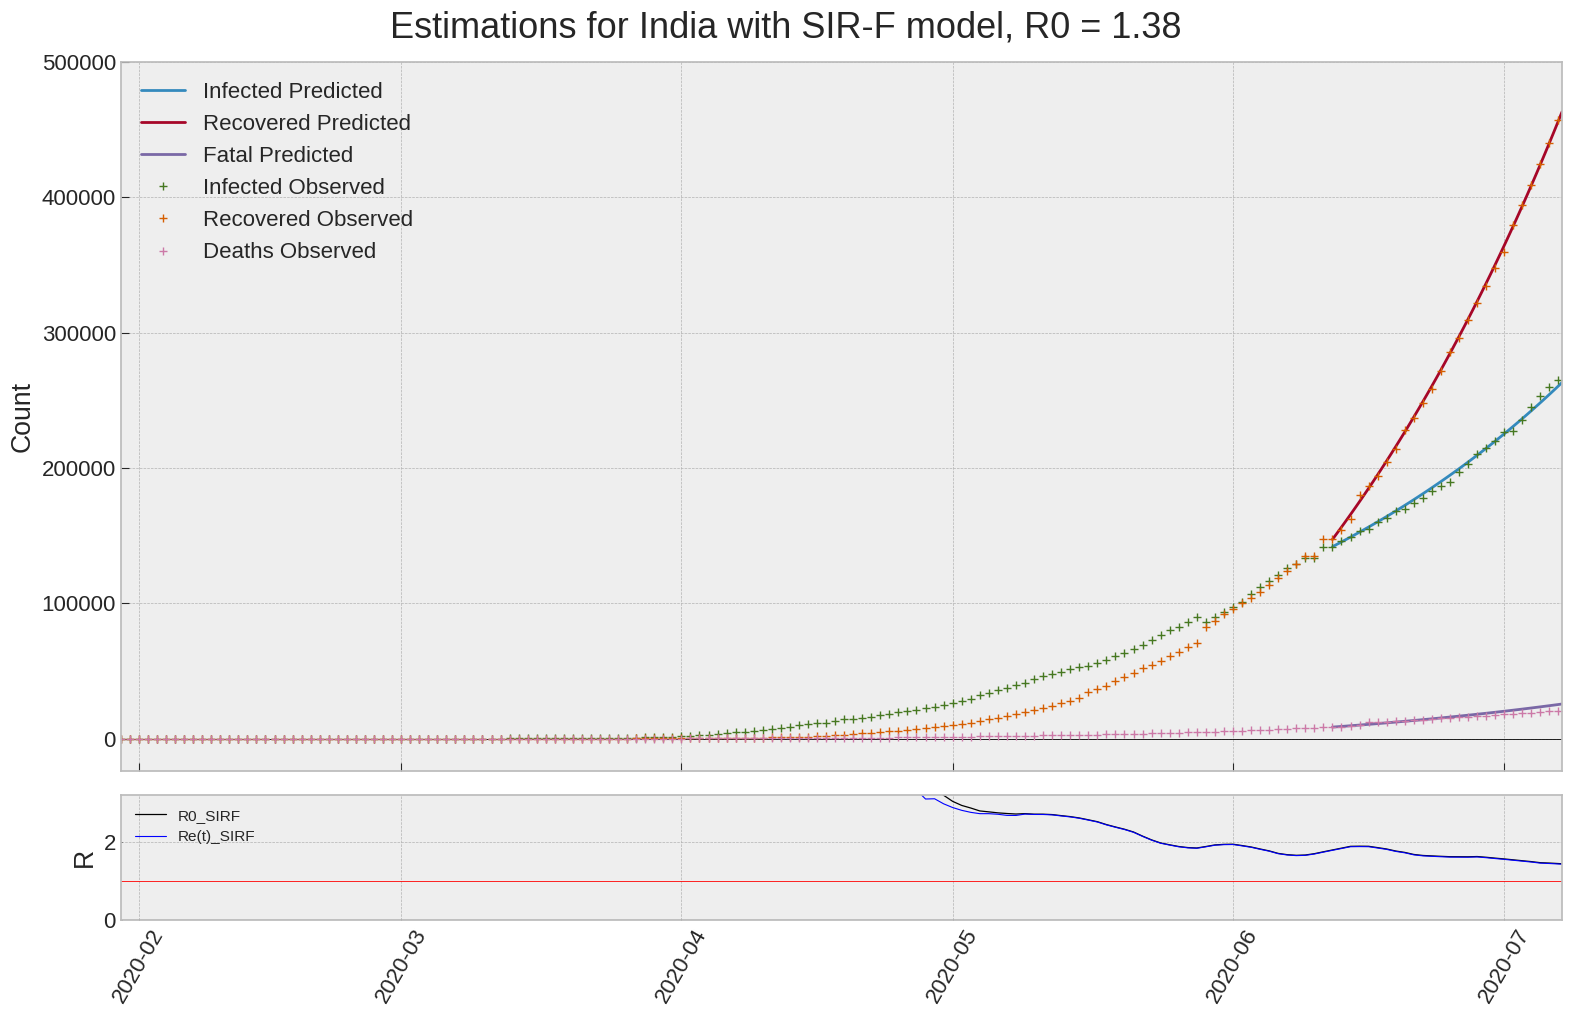 Estimations for India with SIR-F model, R0 = 1.38
500000
Infected Predicted
Recovered Predicted
Fatal Predicted
Infected Observed
Recovered Observed
Deaths Observed
400000
300000
200000
100000
0
Count
R0_SIRF
Re(t)_SIRF
2
0
R
2020-02
2020-03
2020-04
2020-05
2020-06
2020-07